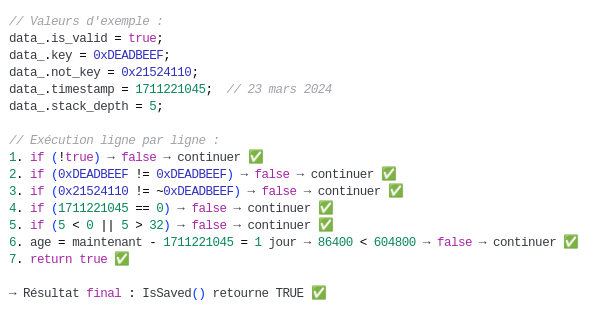 // Valeurs d'exemple :
data_.is_valid = true;
data_.key = 0xDEADBEEF;
data_.not_key = 0x21524110;
data_.timestamp = 1711221045;  // 23 mars 2024
data_.stack_depth = 5;

// Exécution ligne par ligne :
1. if (!true) → false → continuer ✅
2. if (0xDEADBEEF != 0xDEADBEEF) → false → continuer ✅
3. if (0x21524110 != ~0xDEADBEEF) → false → continuer ✅
4. if (1711221045 == 0) → false → continuer ✅
5. if (5 < 0 || 5 > 32) → false → continuer ✅
6. age = maintenant - 1711221045 = 1 jour → 86400 < 604800 → false → continuer ✅
7. return true ✅

→ Résultat final : IsSaved() retourne TRUE ✅